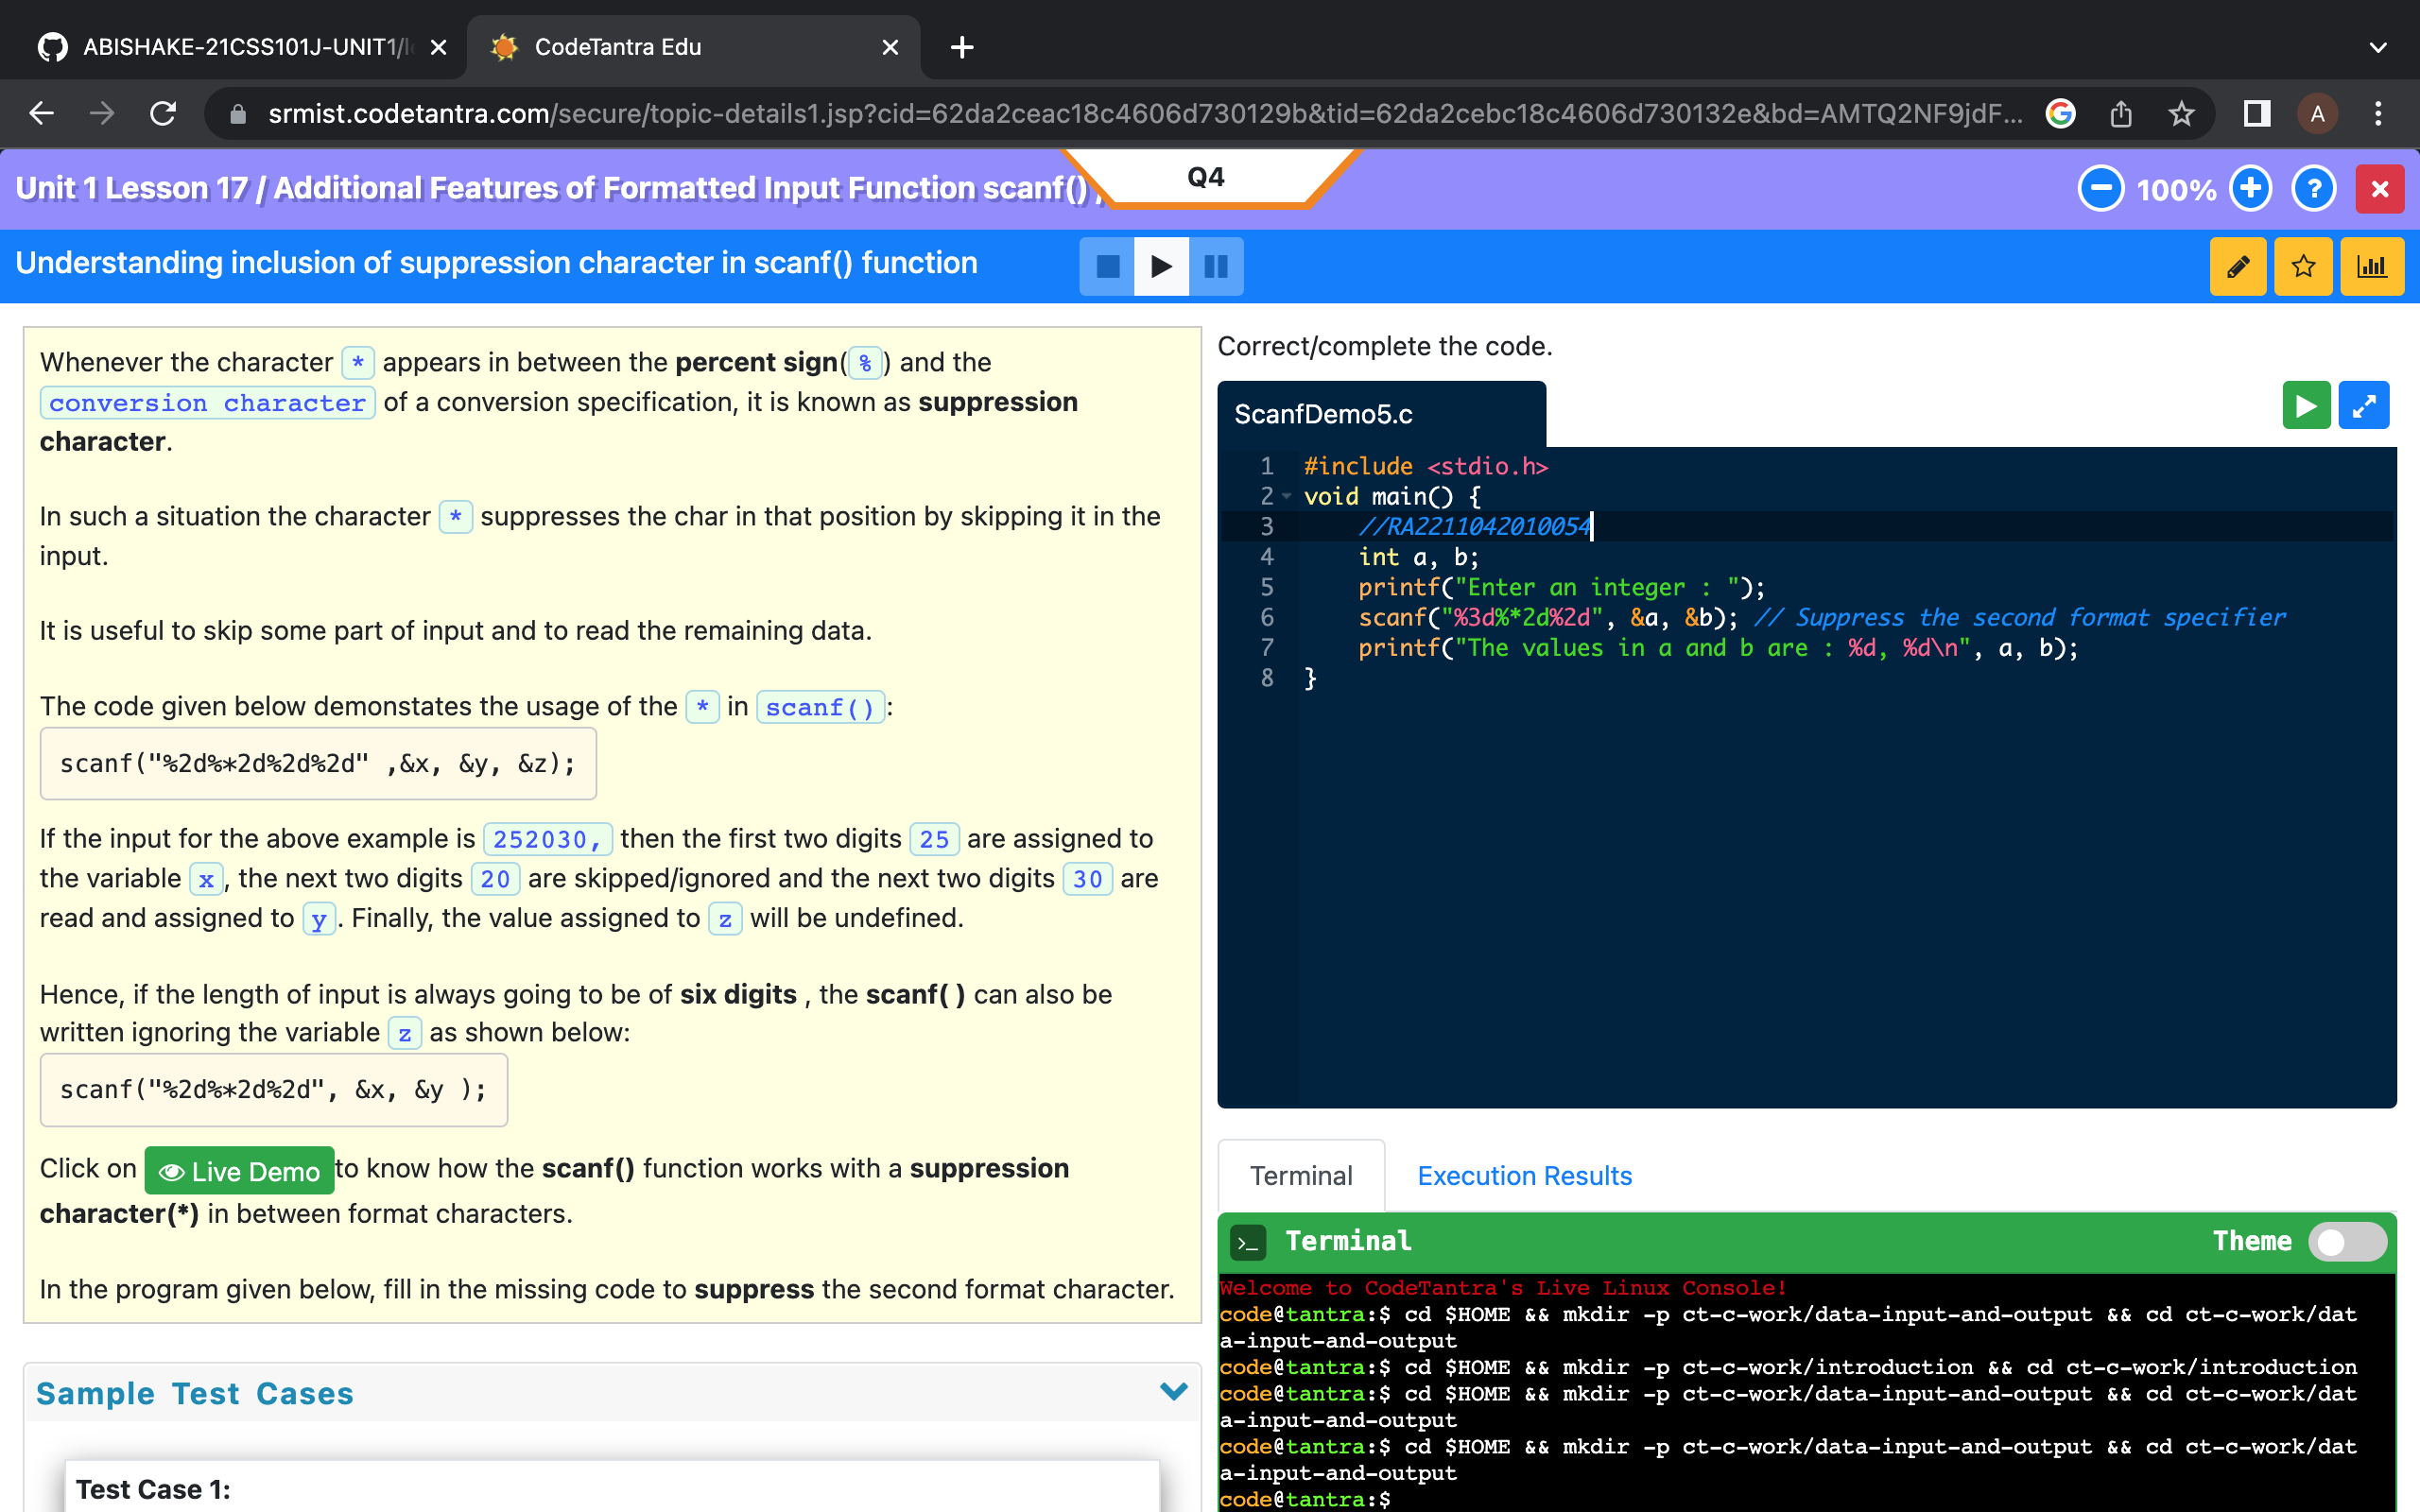 ABISHAKE-21CSS101J-UNIT1/l
CodeTantra Edu
srmist.codetantra.com/secure/topic-details1.jsp?cid=62da2ceac18c4606d730129b&tid=62da2cebc18c4606d730132e&bd=AMTQ2NF9jdF...
A
Unit 1 Lesson 17 / Additional Features of Formatted Input Function scanf() /
Q4
100%
?
Understanding inclusion of suppression character in scanf() function
Whenever the character * appears in between the percent sign(%) and the
conversion character of a conversion specification, it is known as suppression
character.
In such a situation the character * suppresses the char in that position by skipping it in the
input.
It is useful to skip some part of input and to read the remaining data.
The code given below demonstates the usage of the * in scanf():
scanf("%2d%*2d%2d%2d" ,&x, &y, &z);
If the input for the above example is 252030, then the first two digits 25 are assigned to
the variable x, the next two digits 20 are skipped/ignored and the next two digits 30 are
read and assigned to y. Finally, the value assigned to z will be undefined.
Hence, if the length of input is always going to be of six digits , the scanf( ) can also be
written ignoring the variable z as shown below:
scanf("%2d%*2d%2d", &x, &y );
Click on Live Demo to know how the scanf() function works with a suppression
character(*) in between format characters.
In the program given below, fill in the missing code to suppress the second format character.
Sample Test Cases
Test Case 1:
Correct/complete the code.
ScanfDemo5.c
1 #include <stdio.h>
2 void main() {
3 //RA2211042010054
4 int a, b;
5 printf("Enter an integer : ");
6 scanf("%3d%*2d%2d", &a, &b); // Suppress the second format specifier
7 printf("The values in a and b are : %d, %d\n", a, b);
8 }
Terminal
Execution Results
Terminal
Theme
Welcome to CodeTantra's Live Linux Console!
code@tantra:$ cd $HOME && mkdir -p ct-c-work/data-input-and-output && cd ct-c-work/dat
a-input-and-output
code@tantra:$ cd $HOME && mkdir -p ct-c-work/introduction && cd ct-c-work/introduction
code@tantra:$ cd $HOME && mkdir -p ct-c-work/data-input-and-output && cd ct-c-work/dat
a-input-and-output
code@tantra:$ cd $HOME && mkdir -p ct-c-work/data-input-and-output && cd ct-c-work/dat
a-input-and-output
code@tantra:$